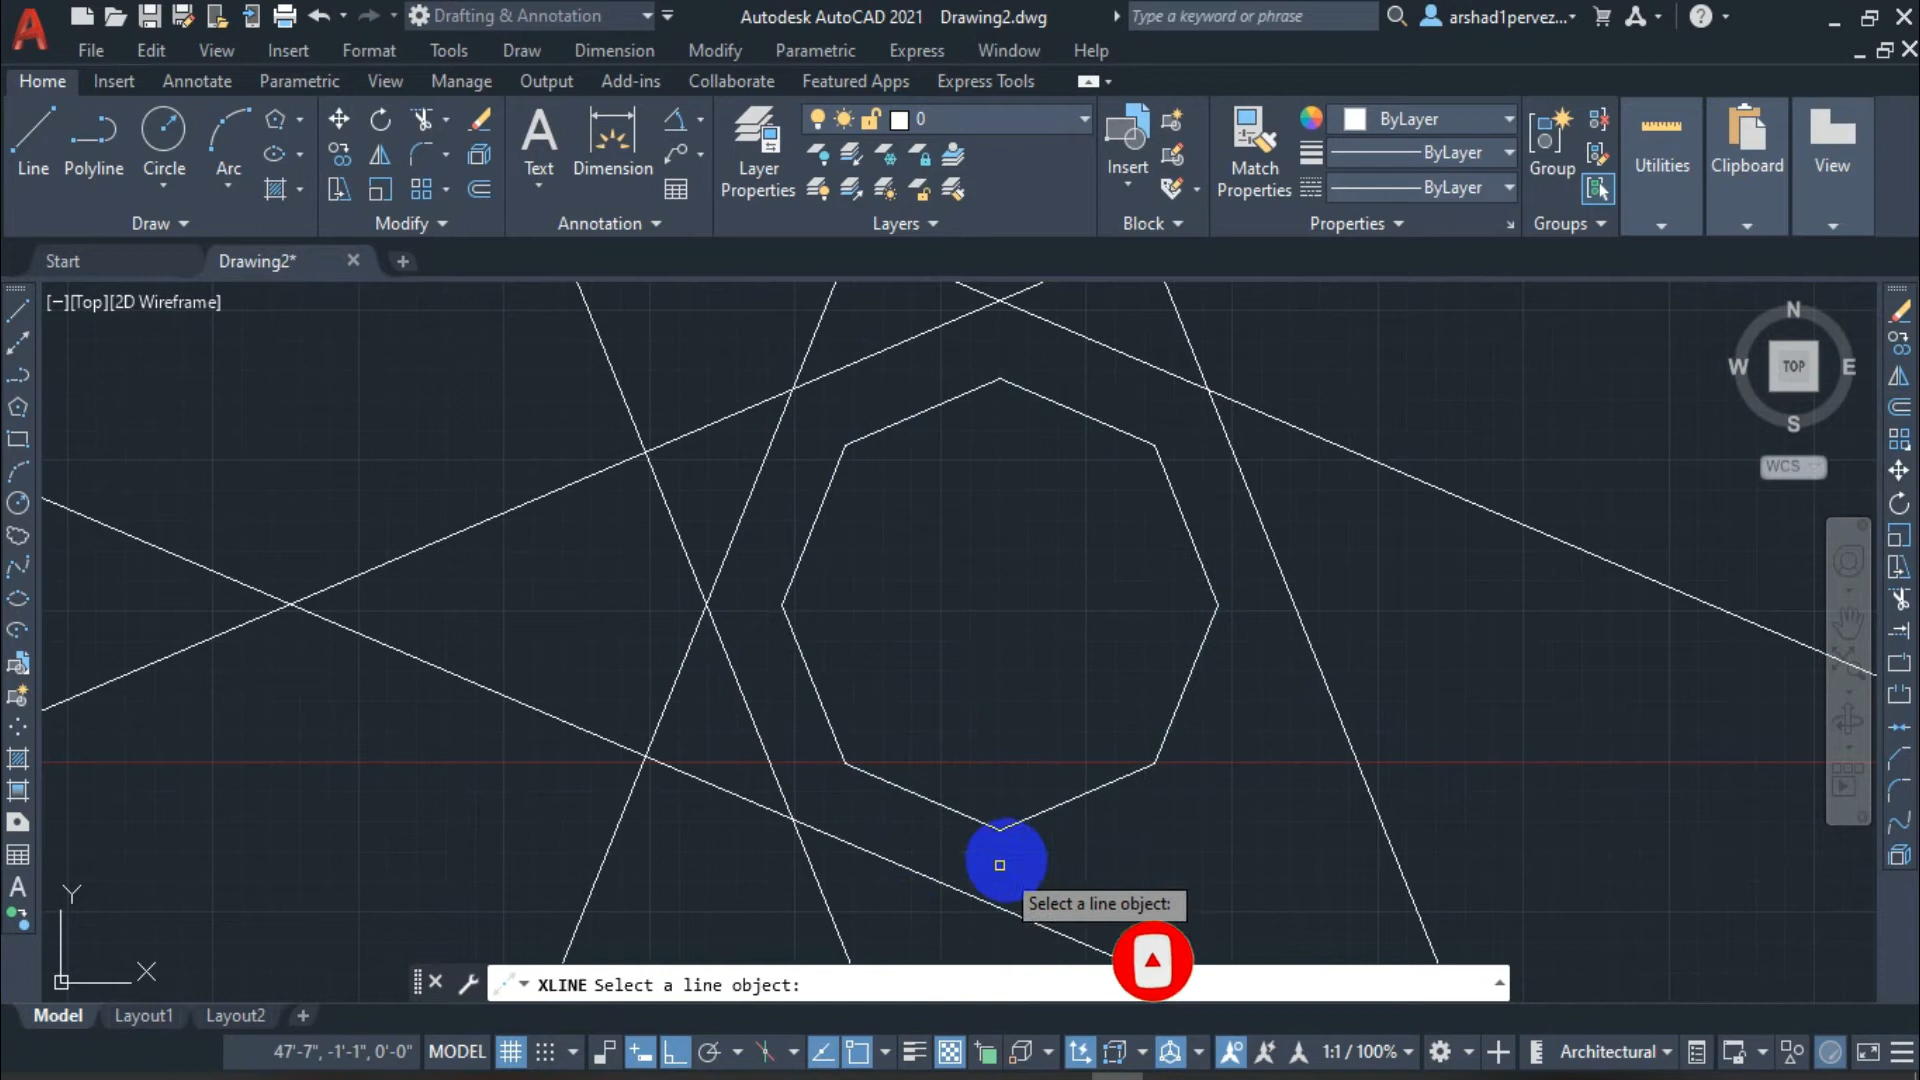 Drafting & Annotation
Autodesk AutoCAD 2021 Drawing2.dwg
Type a keyword or phrase
arshad1pervez...
File Edit View Insert Format Tools Draw Dimension Modify Parametric Express Window Help
Home Insert Annotate Parametric View Manage Output Add-ins Collaborate Featured Apps Express Tools
0
ByLayer
ByLayer
ByLayer
Line Polyline Circle Arc
Text Dimension
Layer Properties
Insert
Match Properties
Group
Utilities Clipboard View
Draw Modify Annotation Layers Block Properties Groups
Start Drawing2*
[−][Top][2D Wireframe]
N
W TOP E
S
WCS
Select a line object:
Y
X
XLINE Select a line object:
Model Layout1 Layout2
47'-7", -1'-1", 0'-0" MODEL 1:1 / 100% Architectural